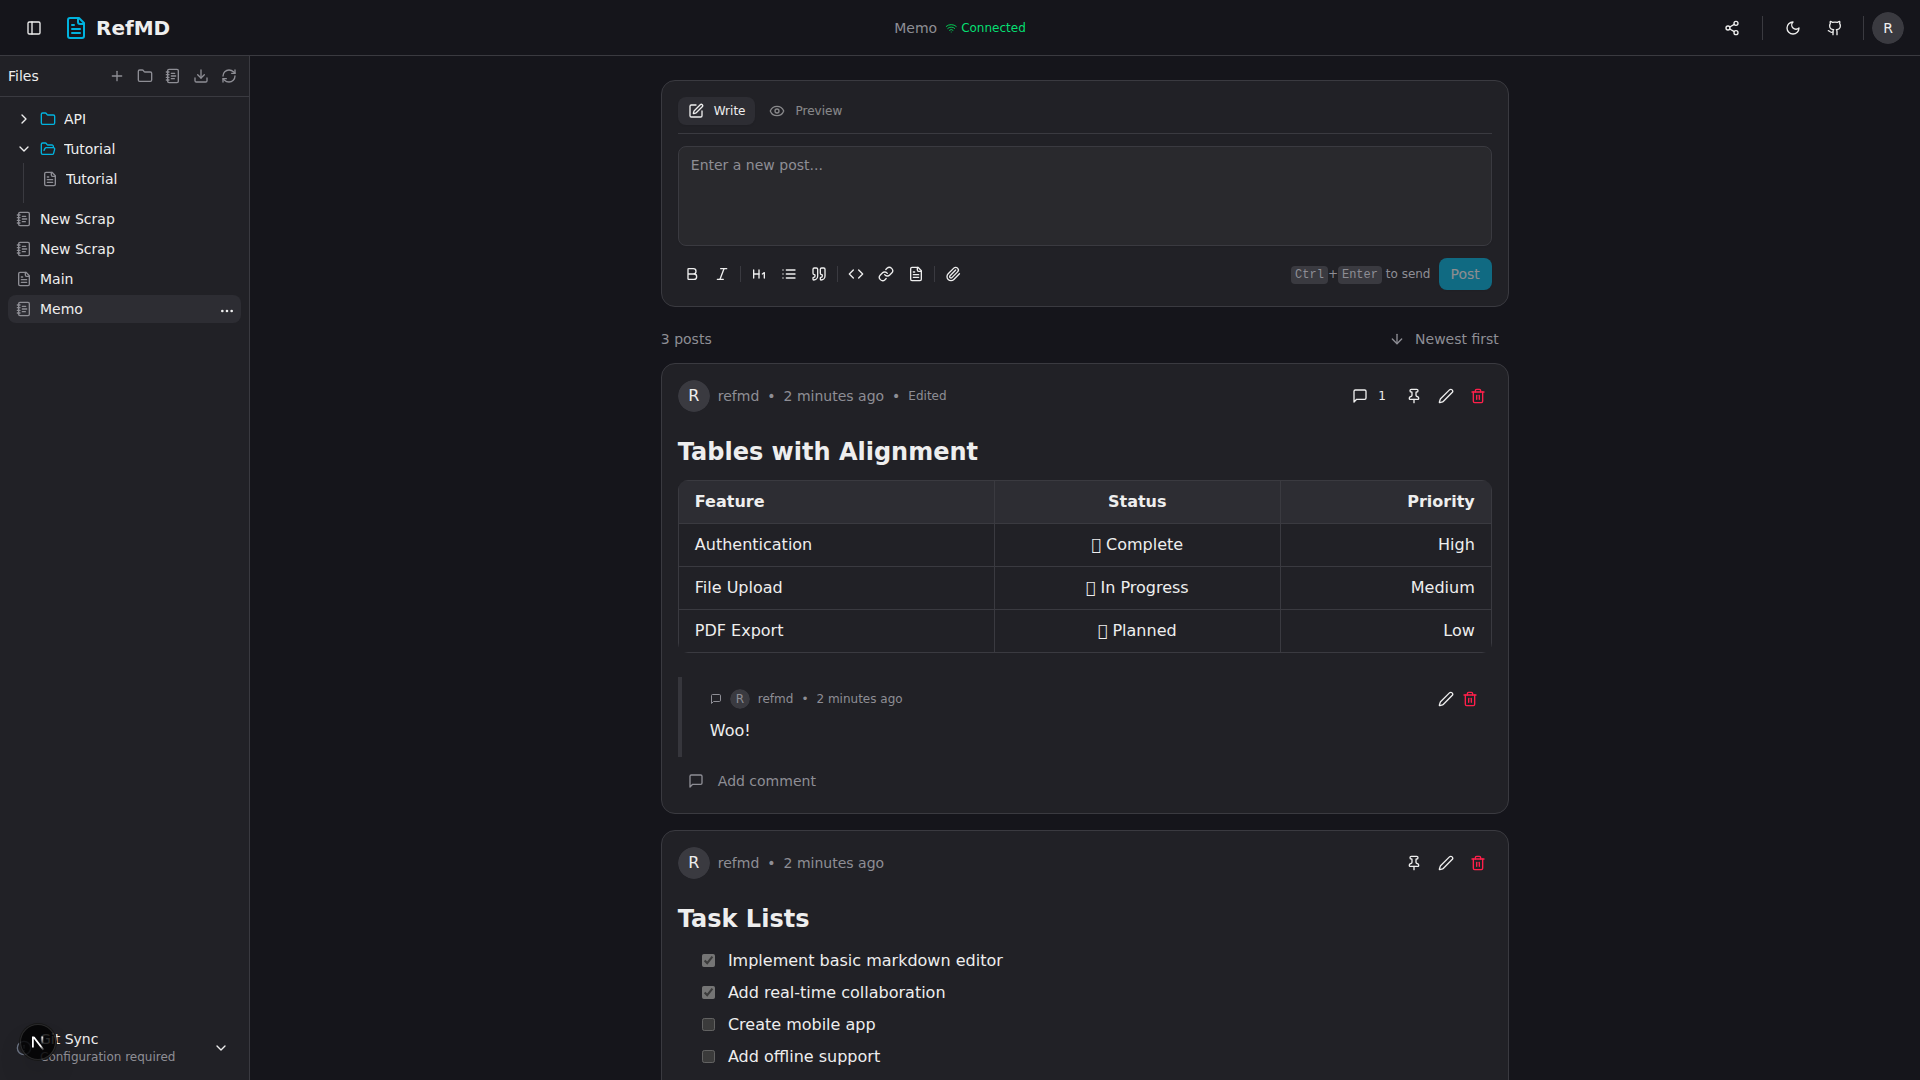 RefMD
Memo Connected
R
Files
API
Tutorial
Tutorial
New Scrap
New Scrap
Main
Memo
Git Sync
Configuration required
Write Preview
Enter a new post...
Ctrl+Enter to send Post
3 posts Newest first
R refmd • 2 minutes ago • Edited 1
Tables with Alignment
Feature Status Priority
Authentication Complete High
File Upload In Progress Medium
PDF Export Planned Low
R refmd • 2 minutes ago
Woo!
Add comment
R refmd • 2 minutes ago
Task Lists
Implement basic markdown editor
Add real-time collaboration
Create mobile app
Add offline support